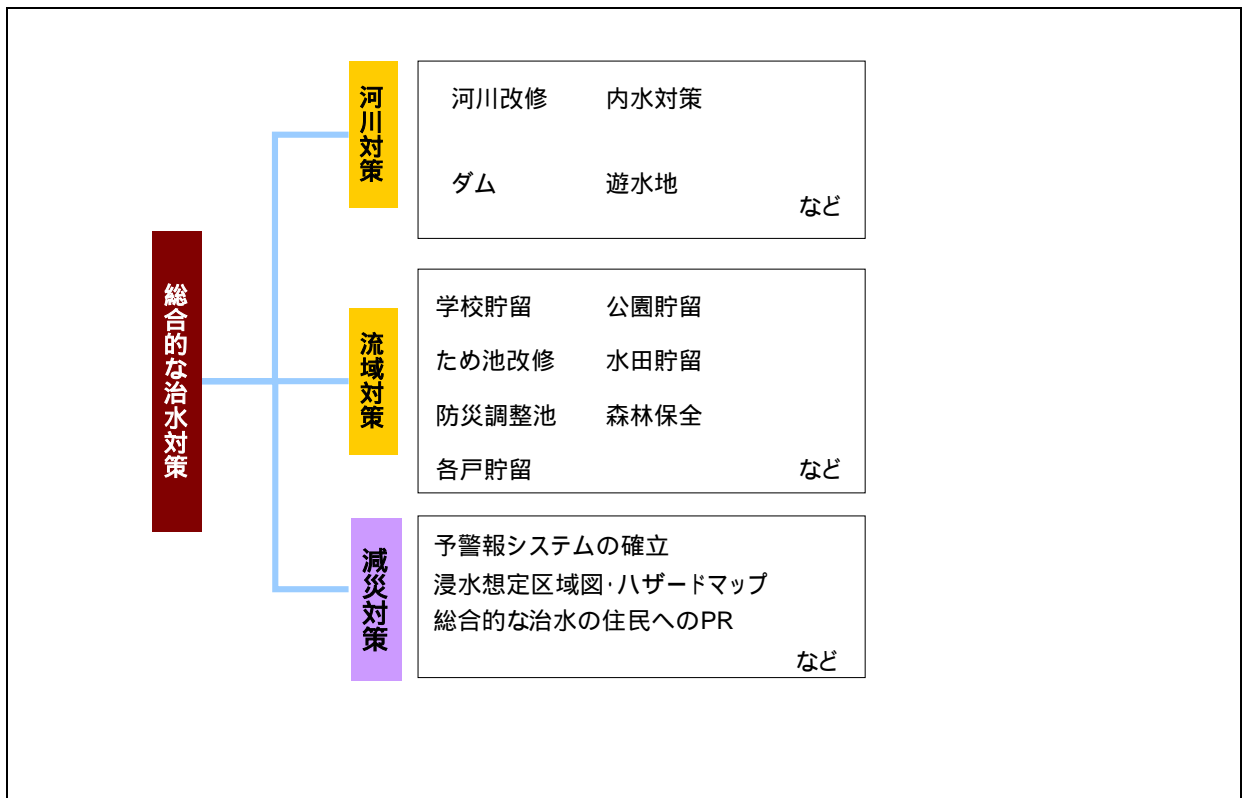 総合的な治水対策
河川対策
河川改修 内水対策
ダム 遊水地
など
流域対策
学校貯留 公園貯留
ため池改修 水田貯留
防災調整池 森林保全
各戸貯留 など
減災対策
予警報システムの確立
浸水想定区域図・ハザードマップ
総合的な治水の住民へのPR
など